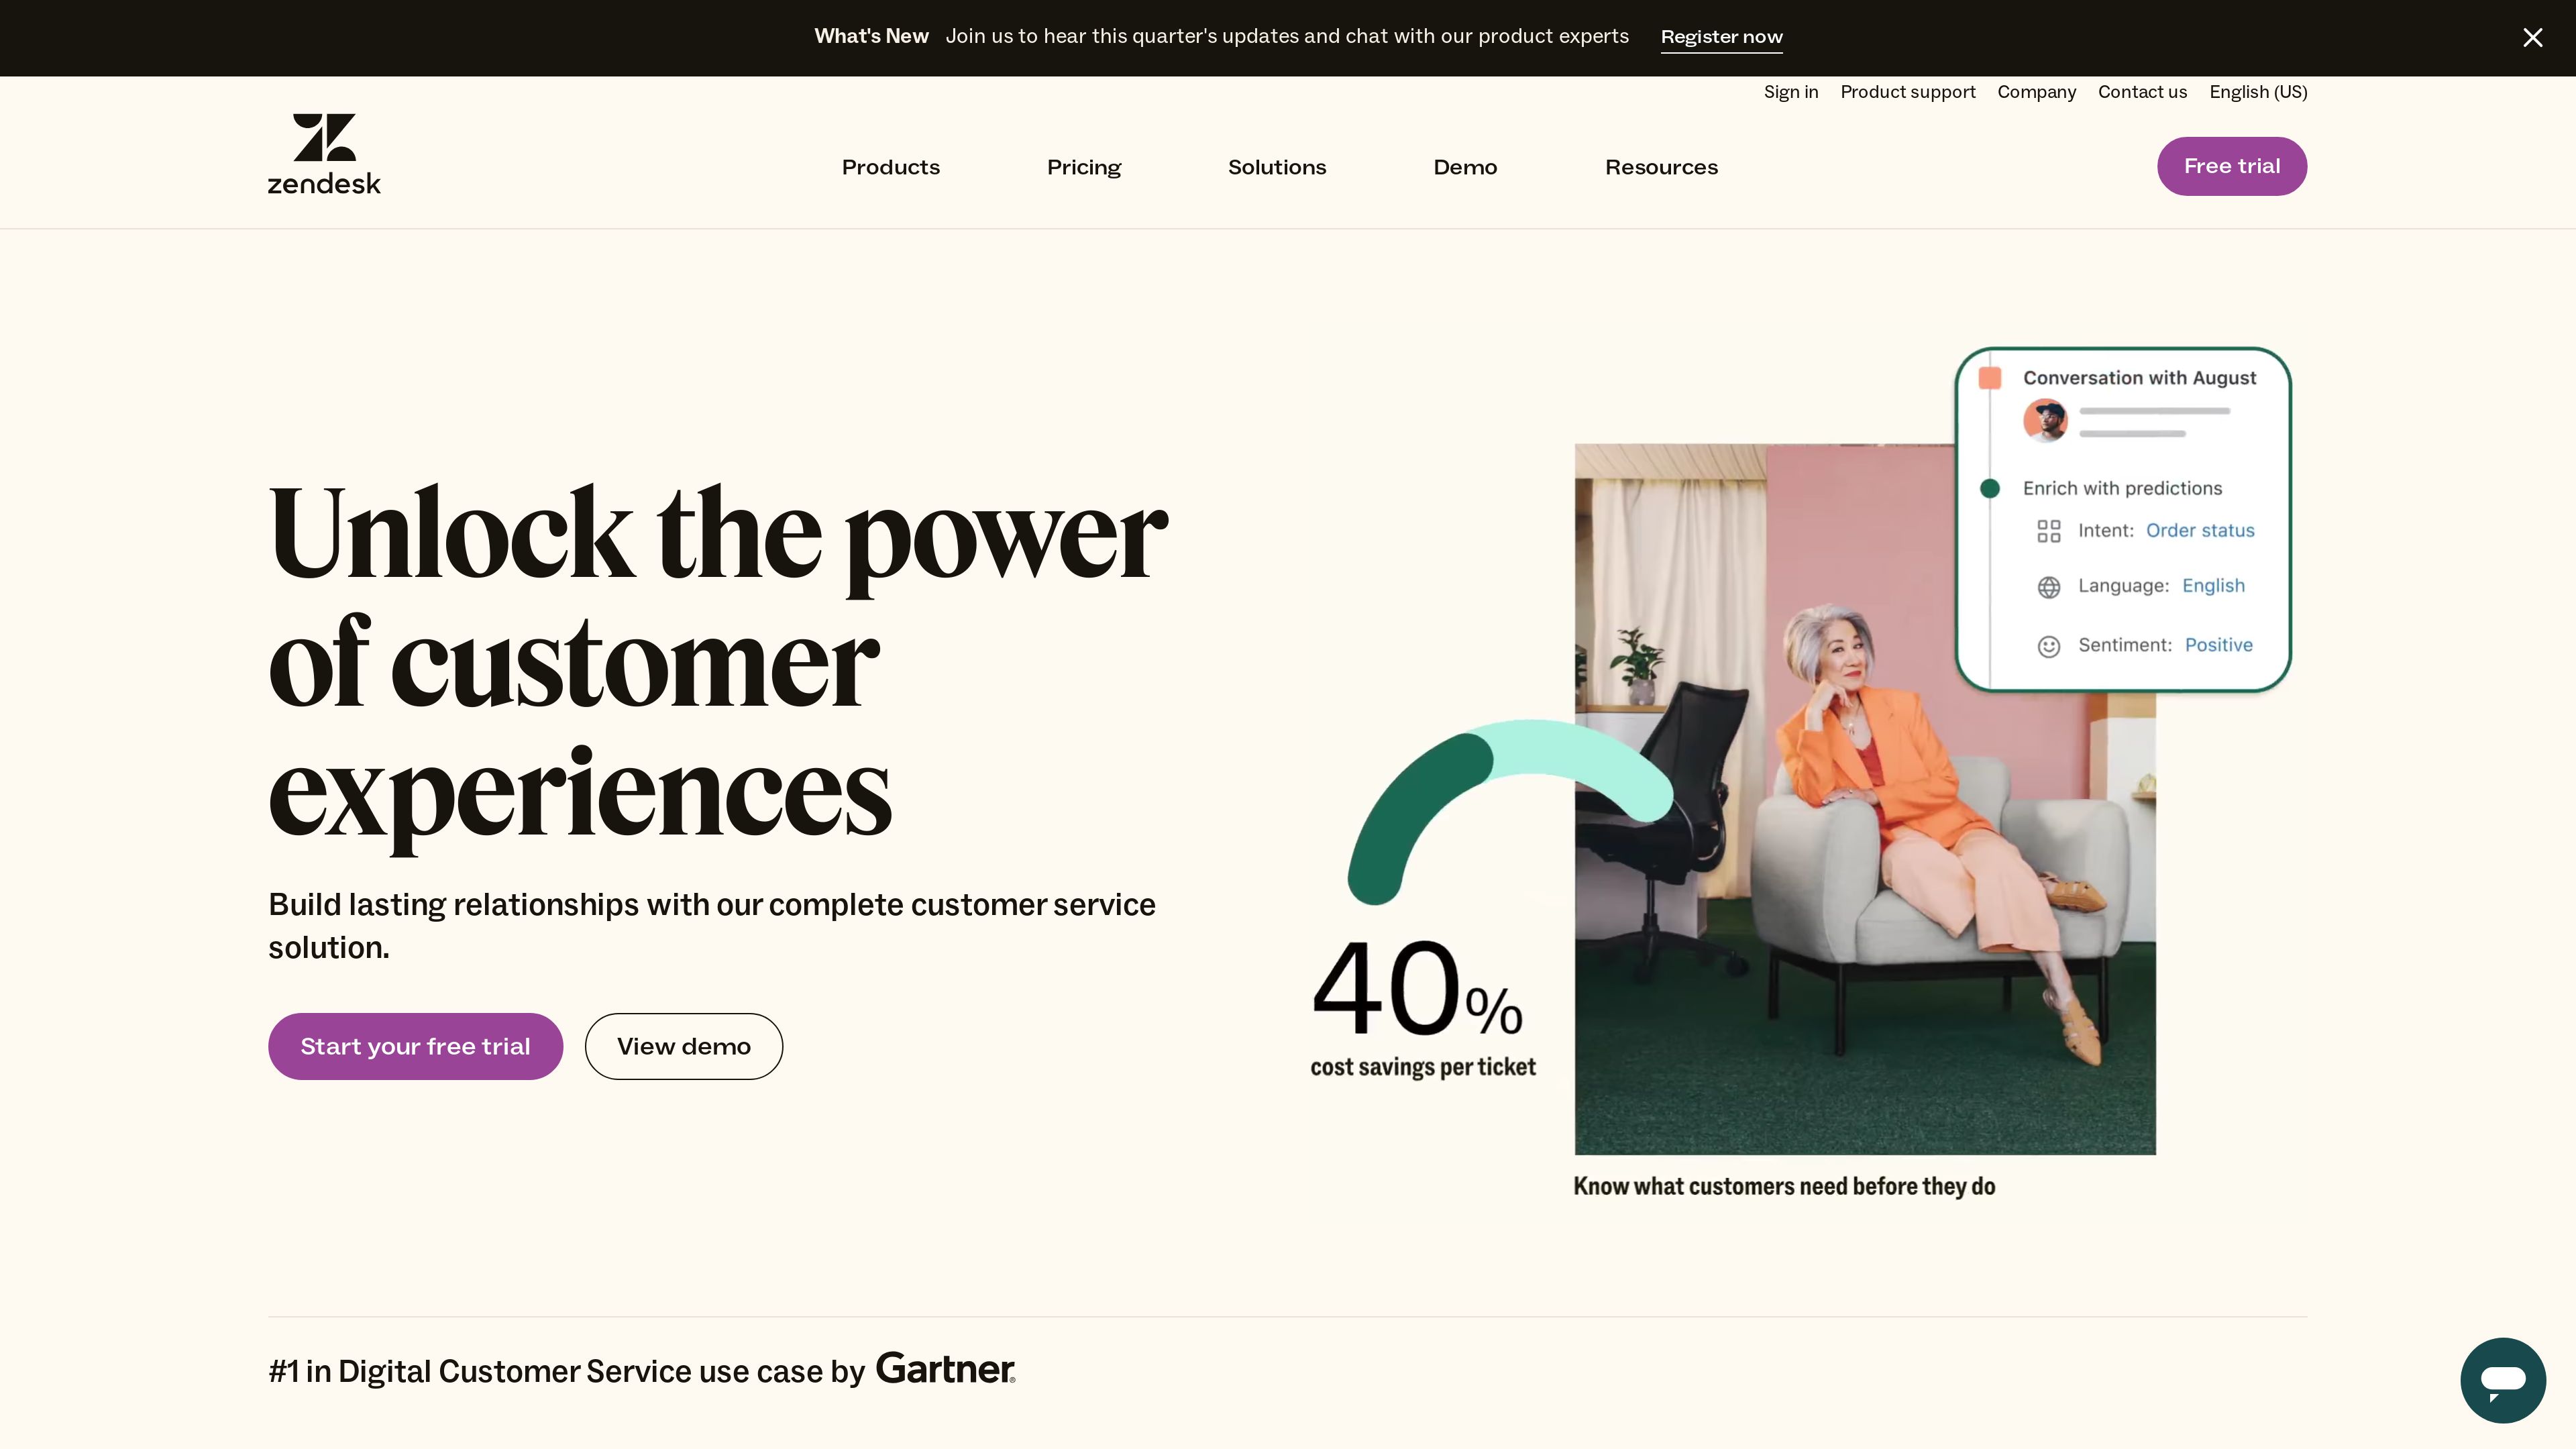 What's New Join us to hear this quarter's updates and chat with our product experts Register now
Sign in Product support Company Contact us English (US)
zendesk
Products Pricing Solutions Demo Resources Free trial
Unlock the power
of customer
experiences
Build lasting relationships with our complete customer service
solution.
Start your free trial View demo
Conversation with August
Enrich with predictions
Intent: Order status
Language: English
Sentiment: Positive
40%
cost savings per ticket
Know what customers need before they do
#1 in Digital Customer Service use case by Gartner®